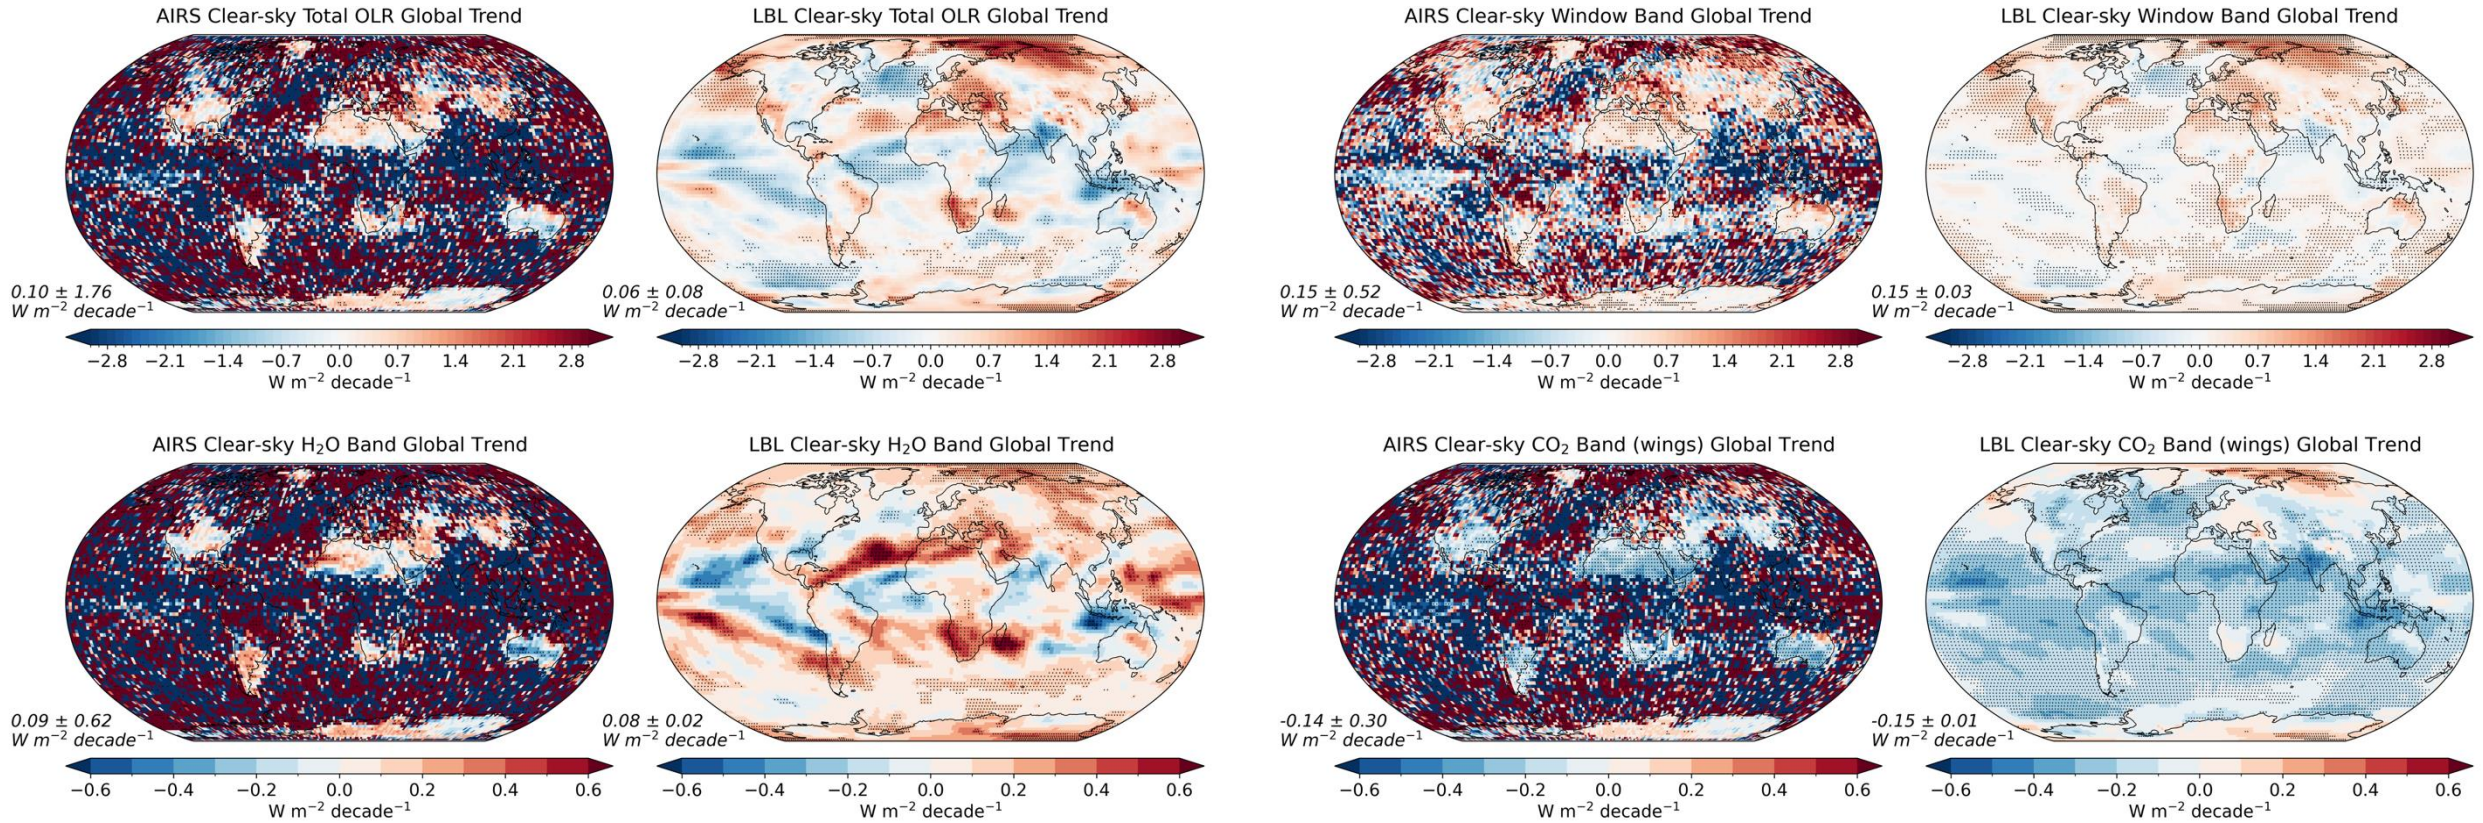 AIRS Clear-sky Total OLR Global Trend
0.10 ± 1.76
W m⁻² decade⁻¹
−2.8 −2.1 −1.4 −0.7 0.0 0.7 1.4 2.1 2.8
W m⁻² decade⁻¹
LBL Clear-sky Total OLR Global Trend
0.06 ± 0.08
W m⁻² decade⁻¹
−2.8 −2.1 −1.4 −0.7 0.0 0.7 1.4 2.1 2.8
W m⁻² decade⁻¹
AIRS Clear-sky Window Band Global Trend
0.15 ± 0.52
W m⁻² decade⁻¹
−2.8 −2.1 −1.4 −0.7 0.0 0.7 1.4 2.1 2.8
W m⁻² decade⁻¹
LBL Clear-sky Window Band Global Trend
0.15 ± 0.03
W m⁻² decade⁻¹
−2.8 −2.1 −1.4 −0.7 0.0 0.7 1.4 2.1 2.8
W m⁻² decade⁻¹
AIRS Clear-sky H₂O Band Global Trend
0.09 ± 0.62
W m⁻² decade⁻¹
−0.6 −0.4 −0.2 0.0 0.2 0.4 0.6
W m⁻² decade⁻¹
LBL Clear-sky H₂O Band Global Trend
0.08 ± 0.02
W m⁻² decade⁻¹
−0.6 −0.4 −0.2 0.0 0.2 0.4 0.6
W m⁻² decade⁻¹
AIRS Clear-sky CO₂ Band (wings) Global Trend
-0.14 ± 0.30
W m⁻² decade⁻¹
−0.6 −0.4 −0.2 0.0 0.2 0.4 0.6
W m⁻² decade⁻¹
LBL Clear-sky CO₂ Band (wings) Global Trend
-0.15 ± 0.01
W m⁻² decade⁻¹
−0.6 −0.4 −0.2 0.0 0.2 0.4 0.6
W m⁻² decade⁻¹